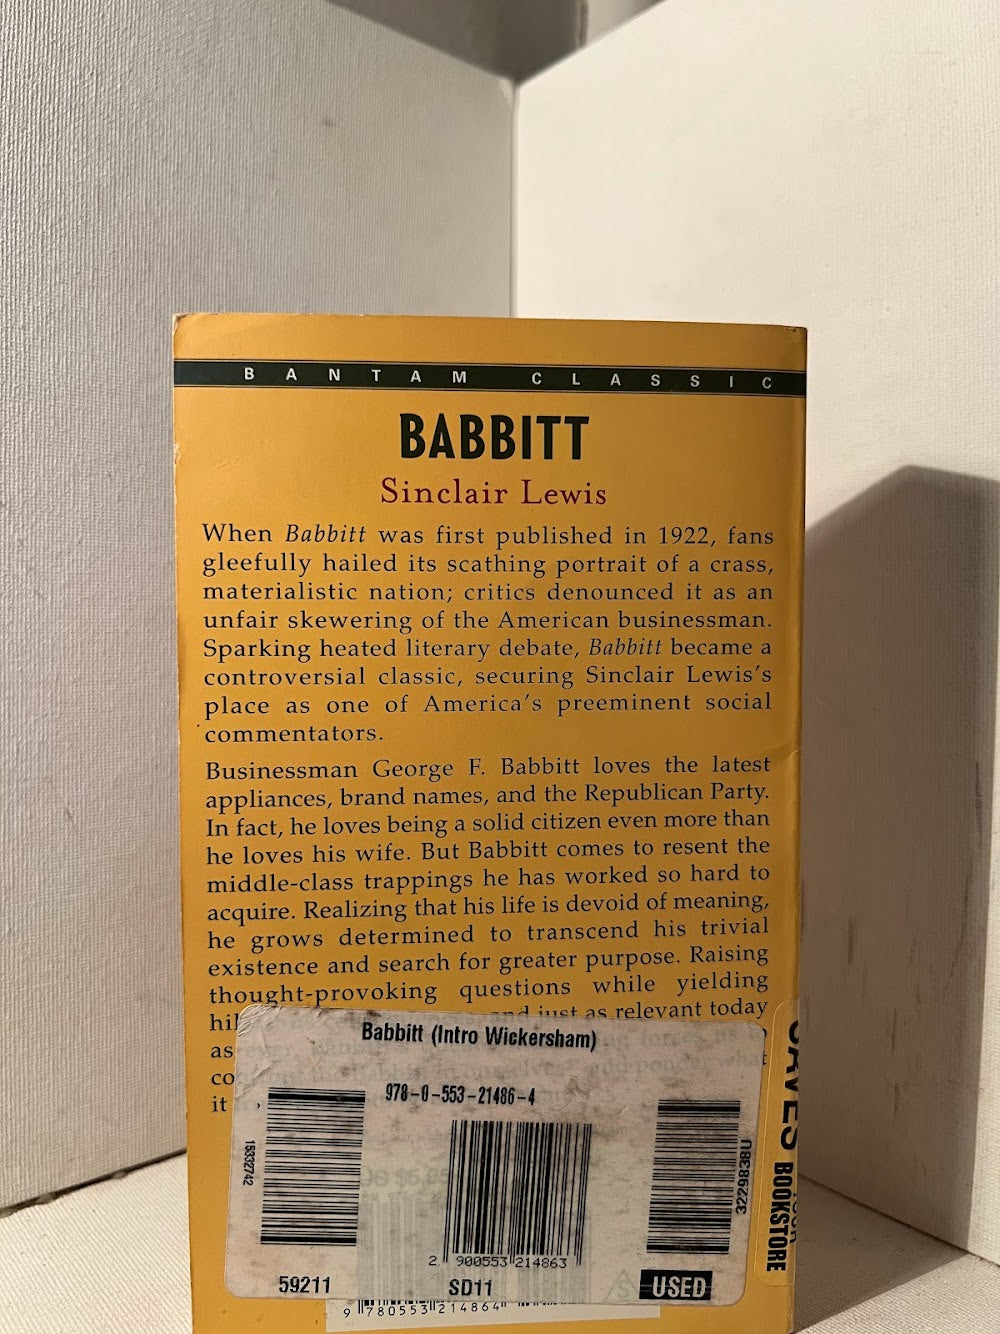 BANTAM CLASSIC
BABBITT
Sinclair Lewis
When Babbitt was first published in 1922, fans
gleefully hailed its scathing portrait of a crass,
materialistic nation; critics denounced it as an
unfair skewering of the American businessman.
Sparking heated literary debate, Babbitt became a
controversial classic, securing Sinclair Lewis's
place as one of America's preeminent social
commentators.
Businessman George F. Babbitt loves the latest
appliances, brand names, and the Republican Party.
In fact, he loves being a solid citizen even more than
he loves his wife. But Babbitt comes to resent the
middle-class trappings he has worked so hard to
acquire. Realizing that his life is devoid of meaning,
he grows determined to transcend his trivial
existence and search for greater purpose. Raising
thought-provoking questions while yielding
and just as relevant today
as
it
Babbitt (Intro Wickersham)
978-0-553-21486-4
15332742
3229838U
2 900553 214863
59211
SD11
USED
9 780553 214864
BOOKSTORE